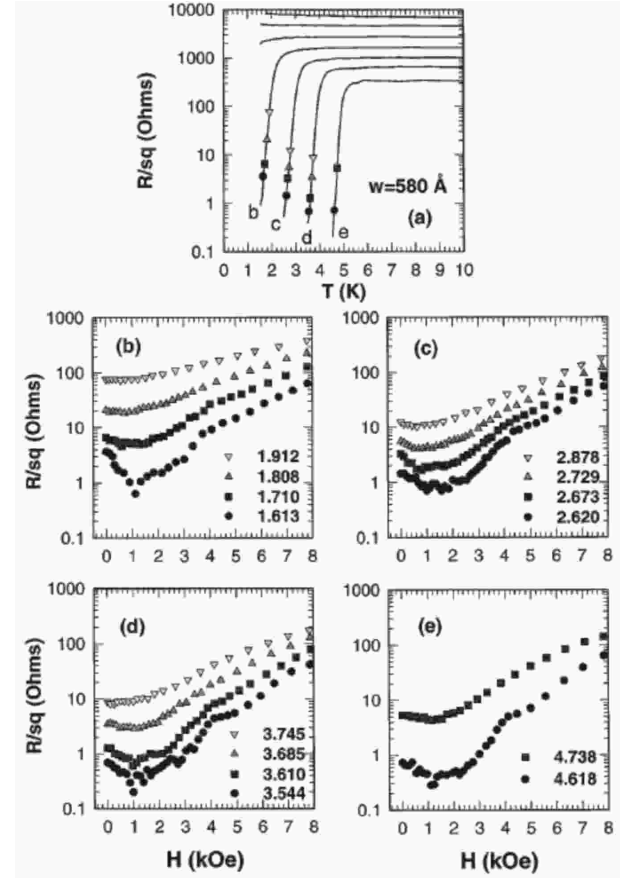 10000
1000
100
10
1
0.1
R/sq (Ohms)
b
c
d
e
w=580 Å
(a)
0 1 2 3 4 5 6 7 8 9 10
T (K)
1000
100
10
1
0.1
R/sq (Ohms)
(b)
1.912
1.808
1.710
1.613
0 1 2 3 4 5 6 7 8
1000
100
10
1
0.1
(c)
2.878
2.729
2.673
2.620
0 1 2 3 4 5 6 7 8
1000
100
10
1
0.1
R/sq (Ohms)
(d)
3.745
3.685
3.610
3.544
0 1 2 3 4 5 6 7 8
H (kOe)
1000
100
10
1
0.1
(e)
4.738
4.618
0 1 2 3 4 5 6 7 8
H (kOe)